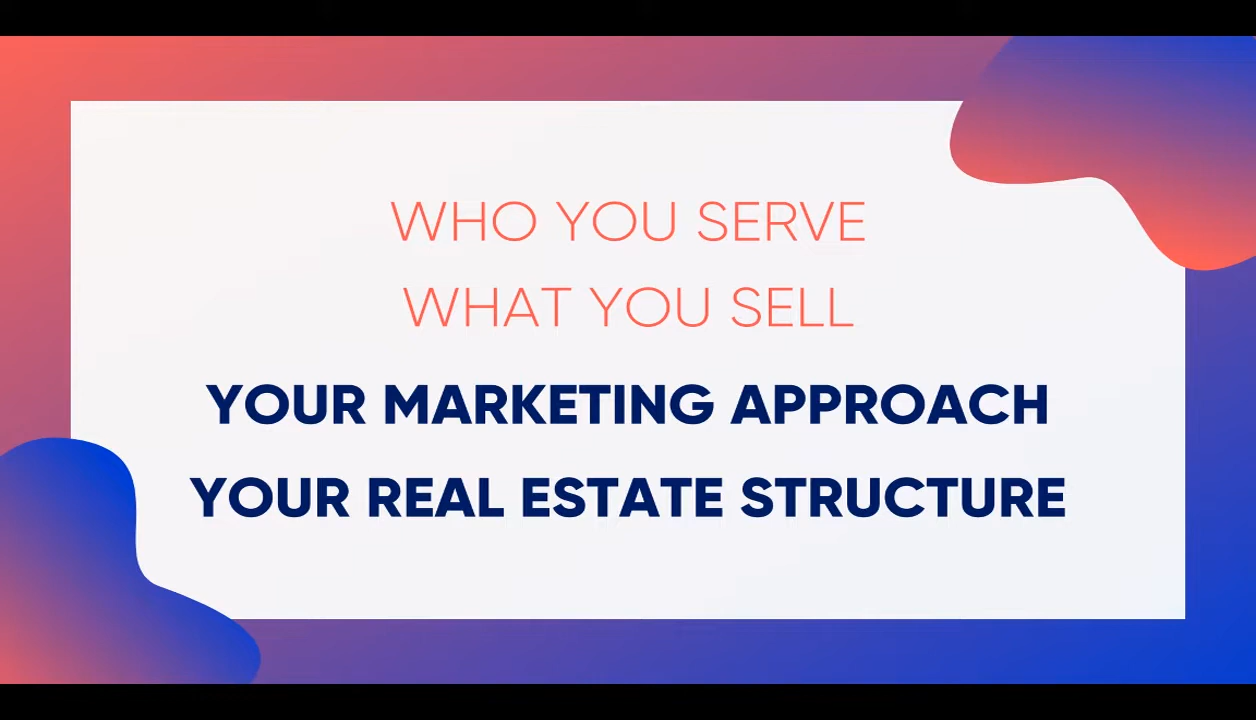 WHO YOU SERVE
WHAT YOU SELL
YOUR MARKETING APPROACH
YOUR REAL ESTATE STRUCTURE